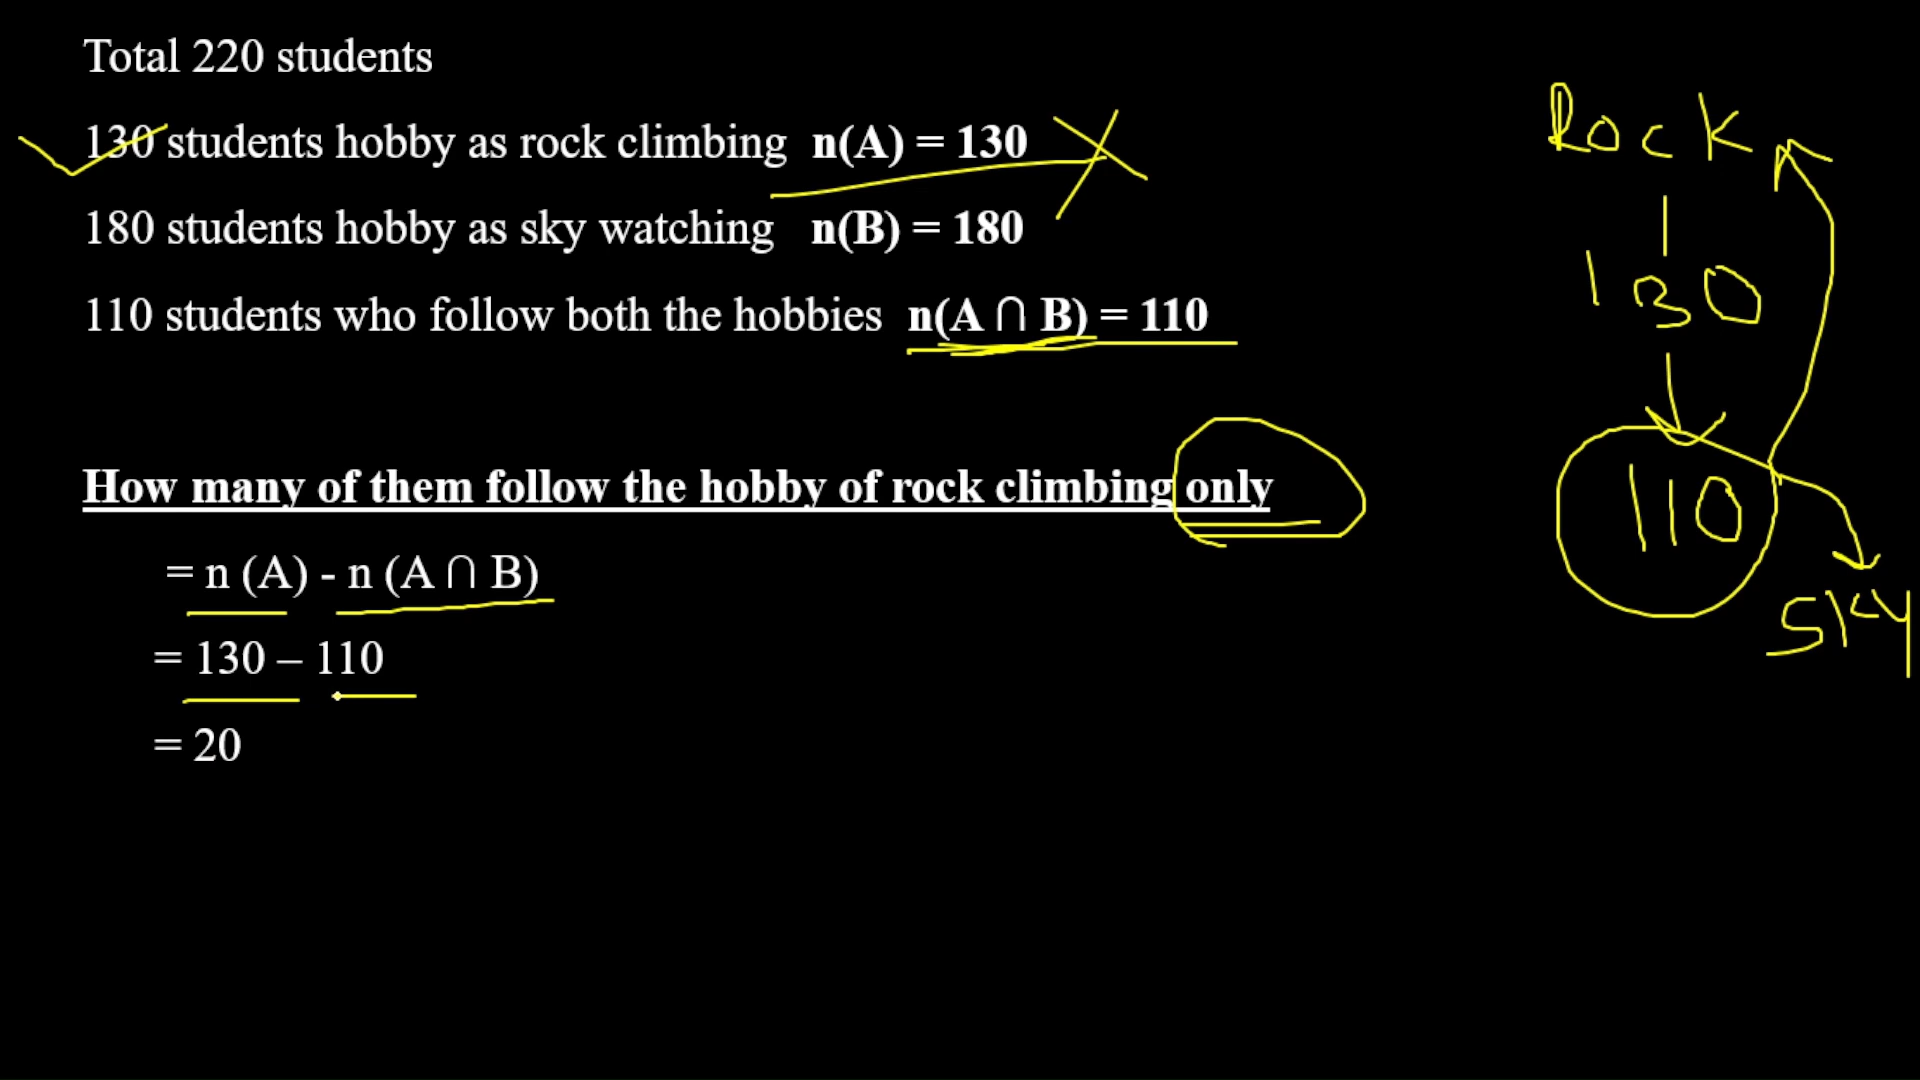 Total 220 students
130 students hobby as rock climbing n(A) = 130
180 students hobby as sky watching n(B) = 180
110 students who follow both the hobbies n(A ∩ B) = 110
How many of them follow the hobby of rock climbing only
= n (A) - n (A ∩ B)
= 130 – 110
= 20
Rock
130
110
SKY